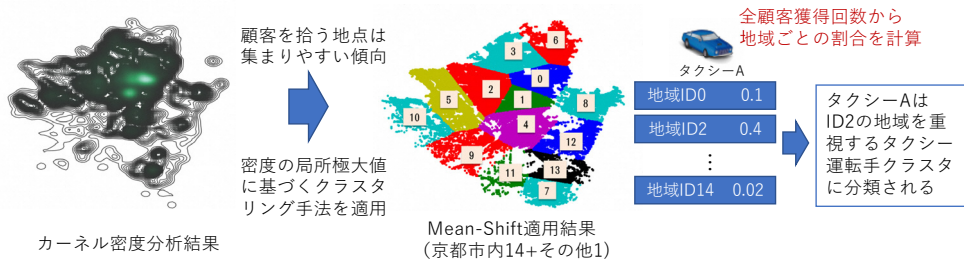 顧客を拾う地点は
集まりやすい傾向
密度の局所極大値
に基づくクラスタ
リング手法を適用
カーネル密度分析結果
3
6
0
2
5
1
8
10
4
12
9
11
13
7
Mean-Shift適用結果
(京都市内14+その他1)
全顧客獲得回数から
地域ごとの割合を計算
タクシーA
地域ID0 0.1
地域ID2 0.4
⋮
地域ID14 0.02
タクシーAは
ID2の地域を重
視するタクシー
運転手クラスタ
に分類される